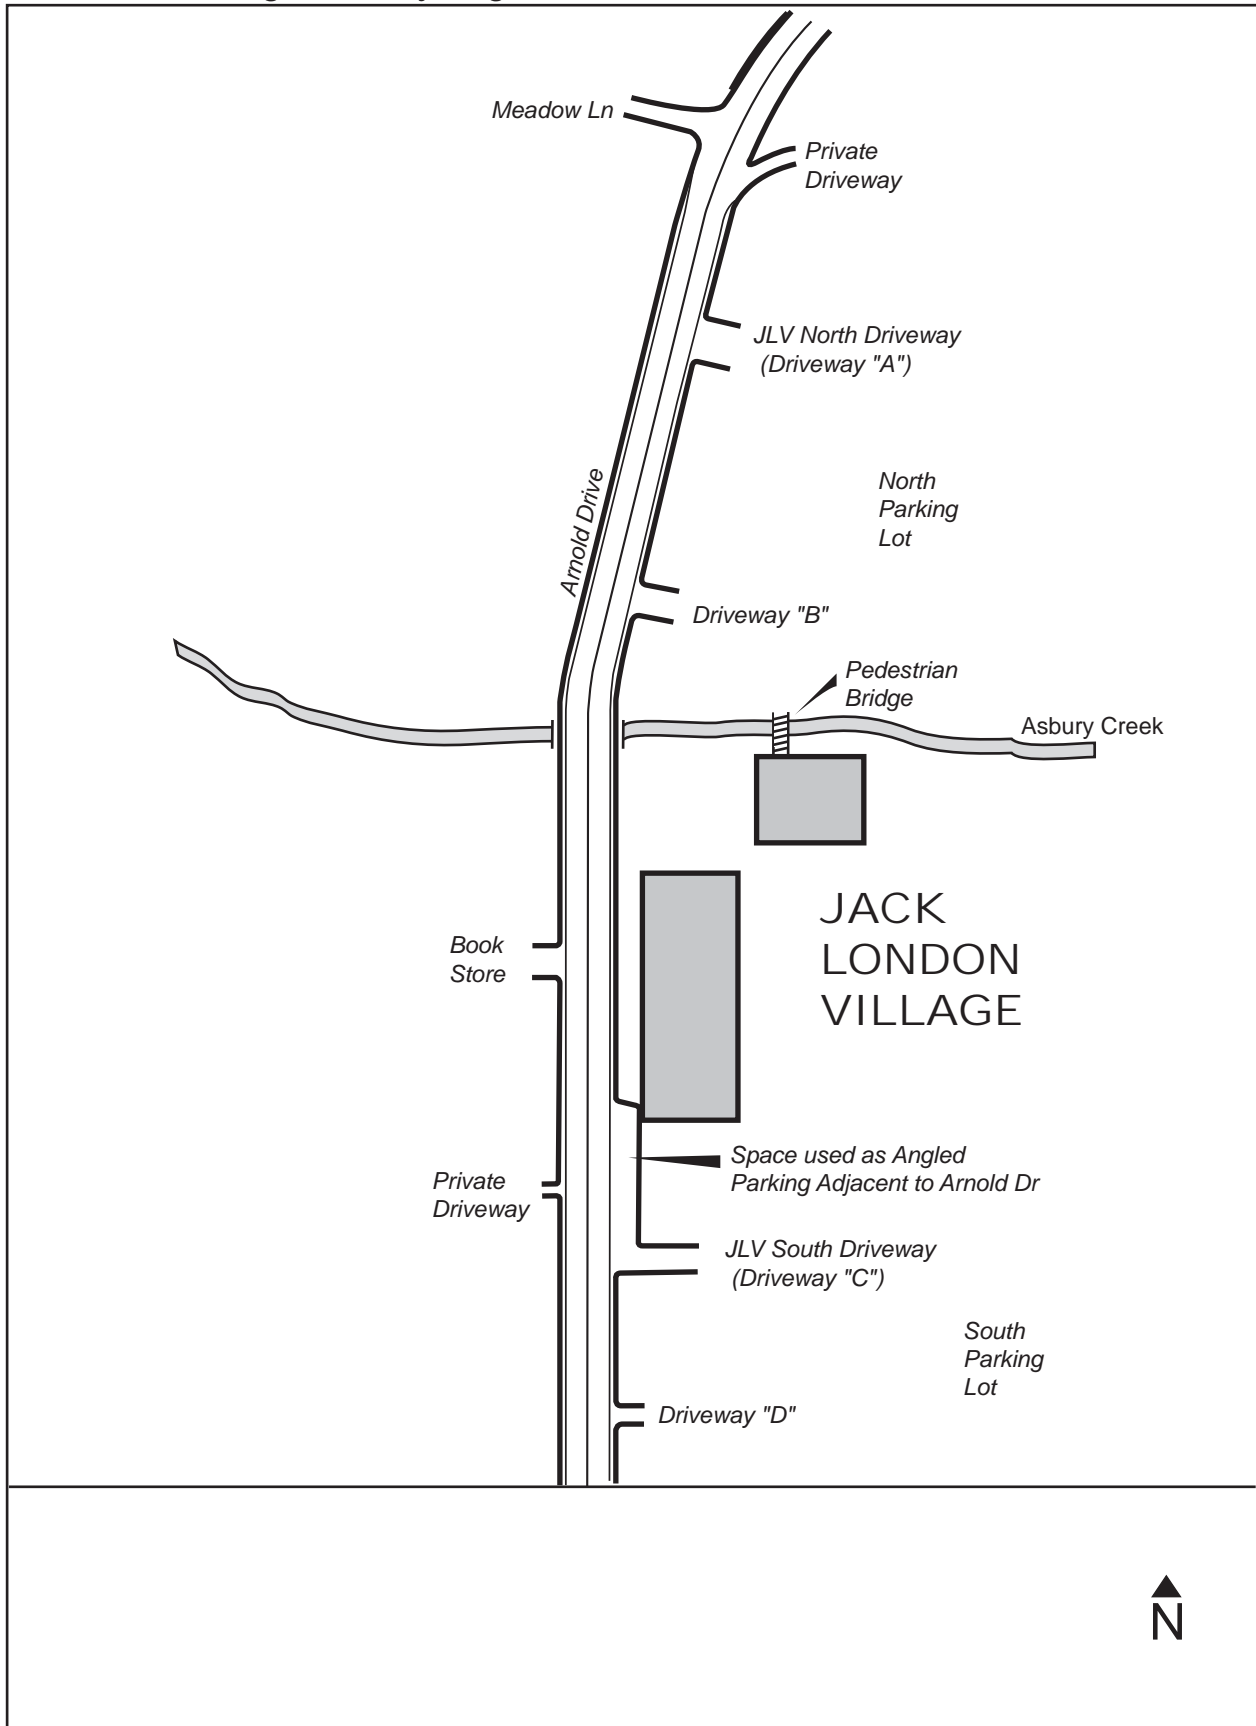 Meadow Ln
Private
Driveway
JLV North Driveway
(Driveway "A")
North
Parking
Lot
Arnold Drive
Driveway "B"
Pedestrian
Bridge
Asbury Creek
JACK
LONDON
VILLAGE
Book
Store
Space used as Angled
Parking Adjacent to Arnold Dr
Private
Driveway
JLV South Driveway
(Driveway "C")
South
Parking
Lot
Driveway "D"
N